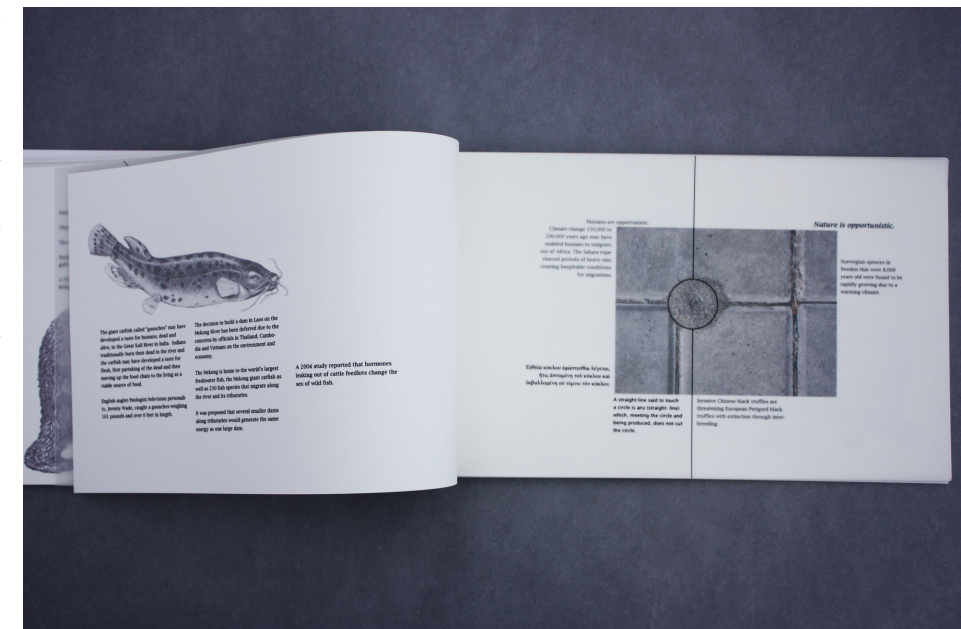 The giant catfish called "goonches" may have
developed a taste for humans, dead and
alive, in the Great Kali River in India. Indians
traditionally burn their dead in the river and
the catfish may have developed a taste for
flesh, first partaking of the dead and then
moving up the food chain to the living as a
viable source of food.
English angler/biologist/television personali-
ty, Jeremy Wade, caught a goonches weighing
161 pounds and over 6 feet in length.
The decision to build a dam in Laos on the
Mekong River has been deferred due to the
concerns by officials in Thailand, Cambo-
dia and Vietnam on the environment and
economy.
The Mekong is home to the world's largest
freshwater fish, the Mekong giant catfish as
well as 230 fish species that migrate along
the river and its tributaries.
It was proposed that several smaller dams
along tributaries would generate the same
energy as one large dam.
A 2004 study reported that hormones
leaking out of cattle feedlots change the
sex of wild fish.
Humans are opportunistic.
Climate change 150,000 to
200,000 years ago may have
enabled humans to emigrate
out of Africa. The Sahara expe-
rienced periods of heavy rain,
creating hospitable conditions
for migrations.
Nature is opportunistic.
Norwegian spruces in
Sweden that were 8,000
years old were found to be
rapidly growing due to a
warming climate.
Εὐθεῖα κύκλου ἐφάπτεσθαι λέγεται,
ἥτις ἁπτομένη τοῦ κύκλου καὶ
ἐκβαλλομένη οὐ τέμνει τὸν κύκλον.
A straight-line said to touch
a circle is any (straight- line)
which, meeting the circle and
being produced, does not cut
the circle.
Invasive Chinese black truffles are
threatening European Perigord black
truffles with extinction through inter-
breeding.